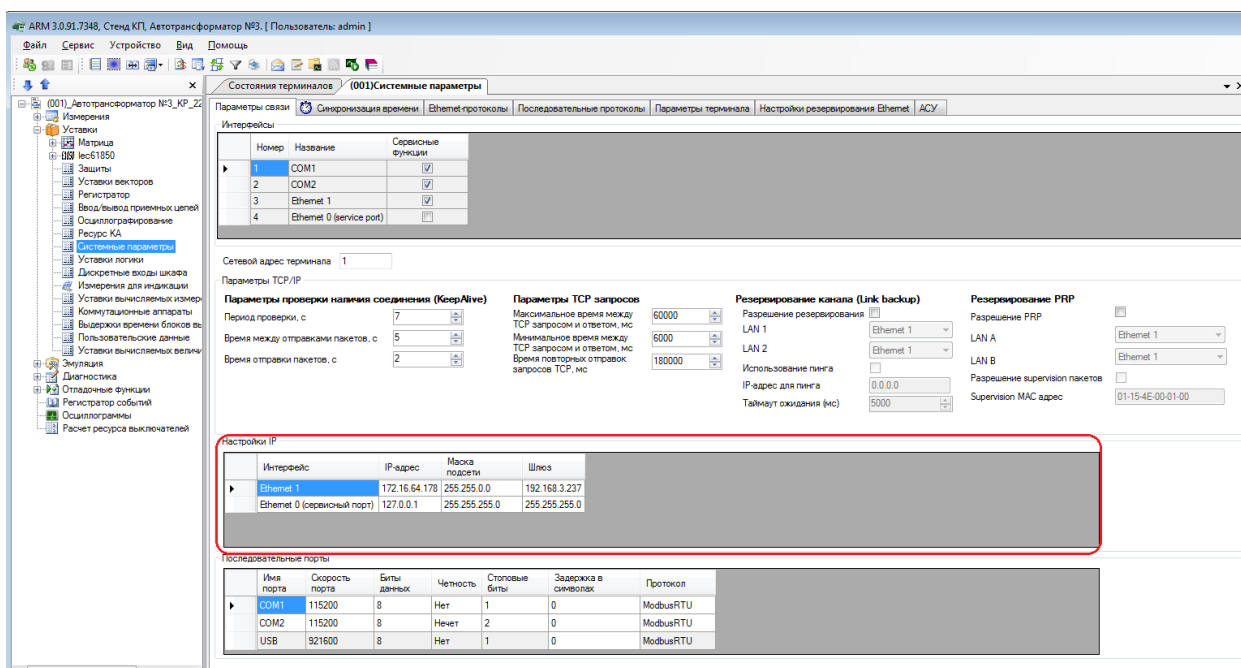 ARM 3.0.91.7348, Стенд КП, Автотрансформатор №3. [ Пользователь: admin ]
Файл Сервис Устройство Вид Помощь
Состояния терминалов (001)Системные параметры
(001)_Автотрансформатор №3_KP_22
Измерения
Уставки
Матрица
Iec61850
Защиты
Уставки векторов
Регистратор
Ввод/вывод приемных цепей
Осциллографирование
Ресурс КА
Системные параметры
Уставки логики
Дискретные входы шкафа
Измерения для индикации
Уставки вычисляемых измер
Коммутационные аппараты
Выдержки времени блоков вь
Пользовательские данные
Уставки вычисляемых величи
Эмуляция
Диагностика
Отладочные функции
Регистратор событий
Осциллограммы
Расчет ресурса выключателей
Параметры связи Синхронизация времени Ethernet-протоколы Последовательные протоколы Параметры терминала Настройки резервирования Ethernet АСУ
Интерфейсы
Номер Название Сервисные функции
1 COM1
2 COM2
3 Ethernet 1
4 Ethernet 0 (service port)
Сетевой адрес терминала 1
Параметры TCP/IP
Параметры проверки наличия соединения (KeepAlive)
Период проверки, с 7
Время между отправками пакетов, с 5
Время отправки пакетов, с 2
Параметры TCP запросов
Максимальное время между
TCP запросом и ответом, мс 60000
Минимальное время между
TCP запросом и ответом, мс 6000
Время повторных отправок
запросов TCP, мс 180000
Резервирование канала (Link backup)
Разрешение резервирования
LAN 1 Ethernet 1
LAN 2 Ethernet 1
Использование пинга
IP-адрес для пинга 0.0.0.0
Таймаут ожидания (мс) 5000
Резервирование PRP
Разрешение PRP
LAN A Ethernet 1
LAN B Ethernet 1
Разрешение supervision пакетов
Supervision MAC адрес 01-15-4E-00-01-00
Настройки IP
Интерфейс IP-адрес Маска подсети Шлюз
Ethernet 1 172.16.64.178 255.255.0.0 192.168.3.237
Ethernet 0 (сервисный порт) 127.0.0.1 255.255.255.0 255.255.255.0
Последовательные порты
Имя порта Скорость порта Биты данных Четность Стоповые биты Задержка в символах Протокол
COM1 115200 8 Нет 1 0 ModbusRTU
COM2 115200 8 Нечет 2 0 ModbusRTU
USB 921600 8 Нет 1 0 ModbusRTU